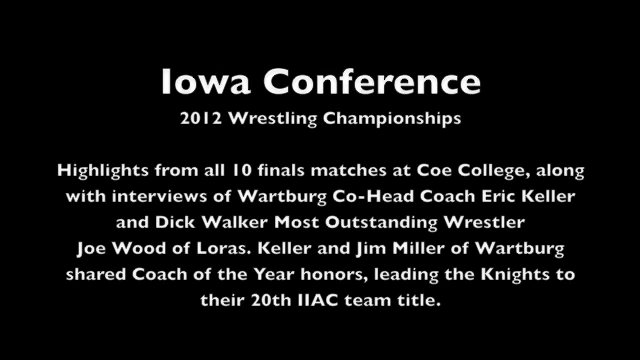 Iowa Conference
2012 Wrestling Championships
Highlights from all 10 finals matches at Coe College, along
with interviews of Wartburg Co-Head Coach Eric Keller
and Dick Walker Most Outstanding Wrestler
Joe Wood of Loras. Keller and Jim Miller of Wartburg
shared Coach of the Year honors, leading the Knights to
their 20th IIAC team title.